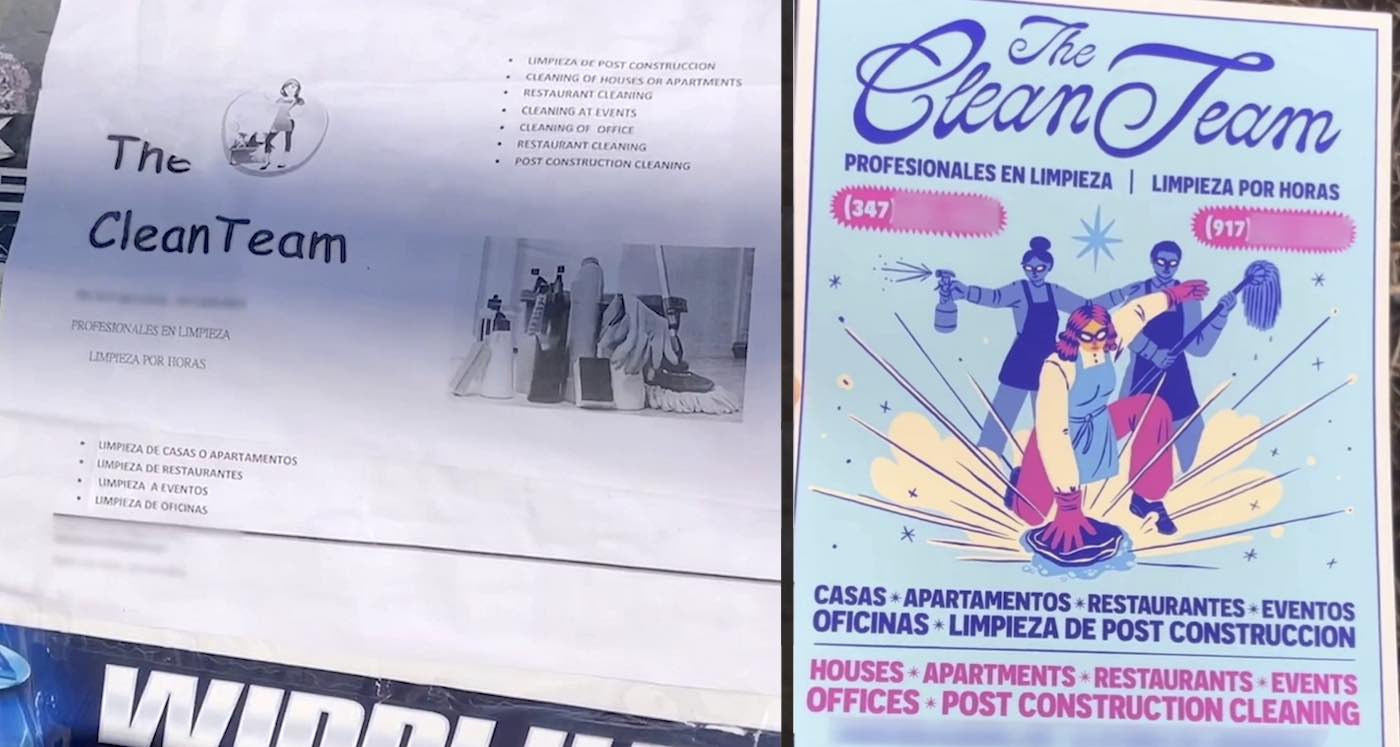 The
CleanTeam
PROFESIONALES EN LIMPIEZA
LIMPIEZA POR HORAS
LIMPIEZA DE POST CONSTRUCCION
CLEANING OF HOUSES OR APARTMENTS
RESTAURANT CLEANING
CLEANING AT EVENTS
CLEANING OF OFFICE
RESTAURANT CLEANING
POST CONSTRUCTION CLEANING
LIMPIEZA DE CASAS O APARTAMENTOS
LIMPIEZA DE RESTAURANTES
LIMPIEZA A EVENTOS
LIMPIEZA DE OFICINAS
The
Clean Team
PROFESIONALES EN LIMPIEZA | LIMPIEZA POR HORAS
(347) (917)
CASAS * APARTAMENTOS * RESTAURANTES * EVENTOS
OFICINAS * LIMPIEZA DE POST CONSTRUCCION
HOUSES * APARTMENTS * RESTAURANTS * EVENTS
OFFICES * POST CONSTRUCTION CLEANING